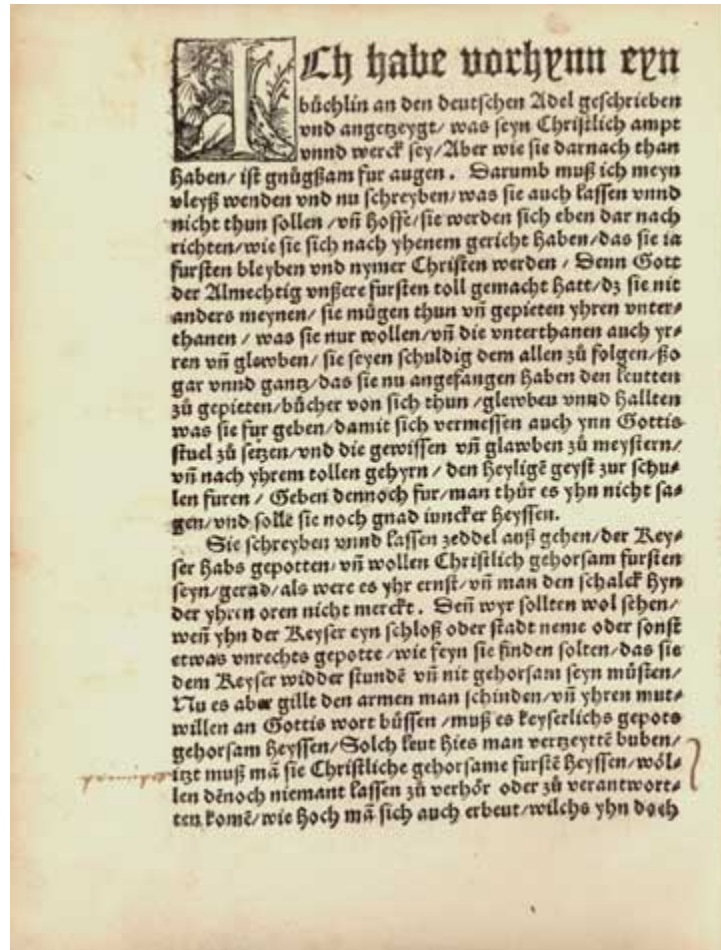 ICh habe vorhynn eyn
büchlin an den deutschen Adel geschrieben
vnd angetzeygt/ was seyn Christlich ampt
vnnd werck sey/Aber wie sie darnach than
haben/ ist gnůgßam fur augen. Darumb muß ich meyn
vleyß wenden vnd nu schreyben/was sie auch lassen vnnd
nicht thun sollen /vñ hoffe/sie werden sich eben dar nach
richten/wie sie sich nach yhenem gericht haben/das sie ia
fursten bleyben vnd nymer Christen werden / Denn Gott
der Almechtig vnßere fursten toll gemacht hatt/dz sie nit
anders meynen/ sie mügen thun vñ gepieten yhren vnter⸗
thanen / was sie nur wollen/vñ die vnterthanen auch yr⸗
ren vñ glewben/ sie seyen schuldig dem allen zů folgen/ßo
gar vnnd gantz/das sie nu angefangen haben den leutten
zů gepieten/bücher von sich thun /glewbeu vnnd hallten
was sie fur geben/damit sich vermessen auch ynn Gottis
stuel zů setzen/vnd die gewissen vñ glawben zů meystern/
vñ nach yhrem tollen gehyrn / den heyligē geyst zur schu⸗
len furen / Geben dennoch fur/man thür es yhn nicht sa⸗
gen/vnd sollē sie noch gnad iuncker heyssen.
Sie schreyben vnnd lassen zeddel auß gehen/der Key⸗
ser habs gepotten/vñ wollen Christlich gehorsam fursten
seyn/gerad/als were es yhr ernst/vñ man den schalck hyn
der yhren oren nicht merckt. Deñ wyr sollten wol sehen/
weñ yhn der Keyser eyn schloß oder stadt neme oder sonst
etwas vnrechts gepotte/wie feyn sie finden solten/das sie
dem Keyser widder stundē vñ nit gehorsam seyn müsten/
Nu es aber gillt den armen man schinden/vñ yhren mut⸗
willen an Gottis wort büssen /muß es keyserlichs gepots
gehorsam heyssen/Solch leut hies man vertzeyttē buben/
itzt muß mā sie Christliche gehorsame furstē heyssen/wöl⸗
len dēnoch niemant lassen zů verhör oder zů verantwort⸗
ten komē/wie hoch mā sich auch erbeut/wilchs yhn doch